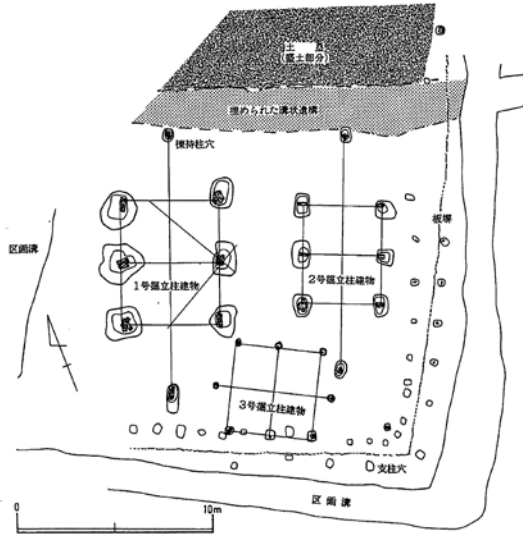 土塁
(盛土部分)
埋められた溝状遺構
棟持柱穴
板塀
区画溝
1号掘立柱建物
2号掘立柱建物
3号掘立柱建物
支柱穴
区画溝
0
10m